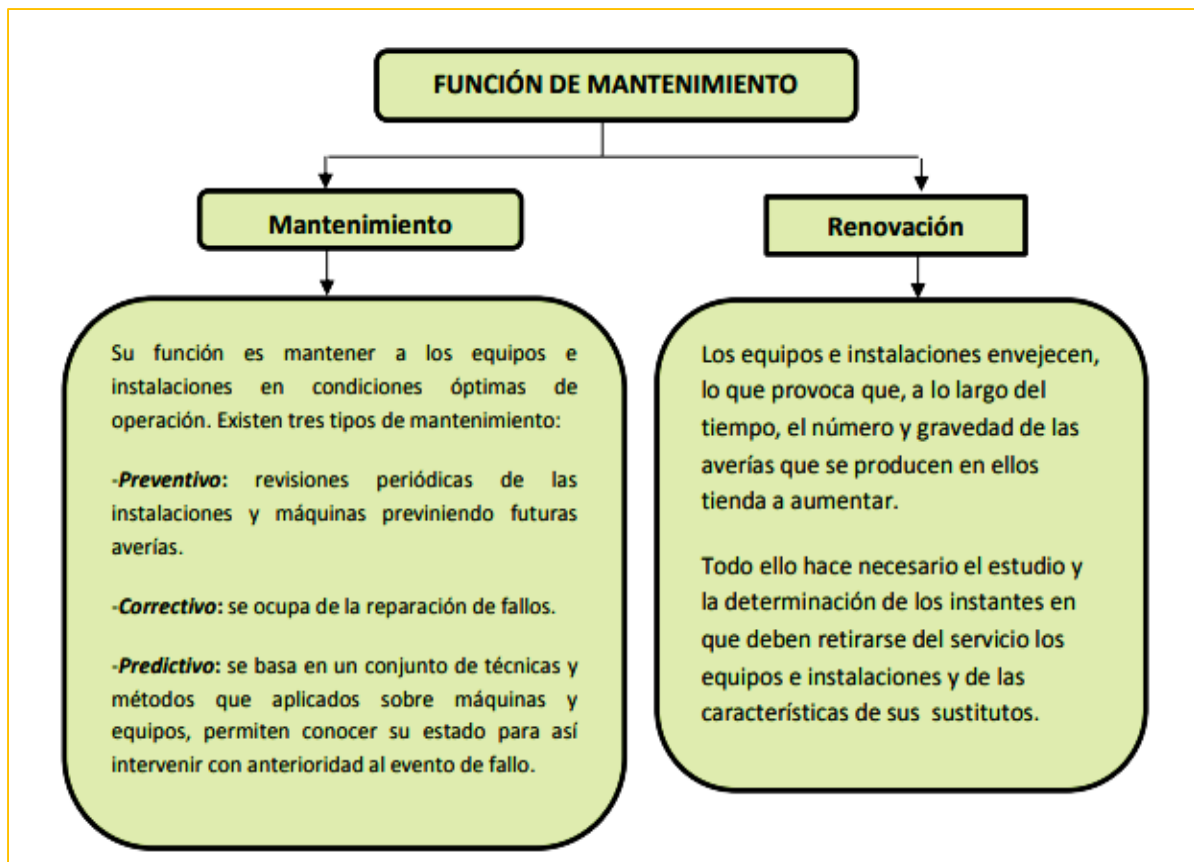 FUNCIÓN DE MANTENIMIENTO
Mantenimiento
Renovación
Su función es mantener a los equipos e
instalaciones en condiciones óptimas de
operación. Existen tres tipos de mantenimiento:
-Preventivo: revisiones periódicas de las
instalaciones y máquinas previniendo futuras
averías.
-Correctivo: se ocupa de la reparación de fallos.
-Predictivo: se basa en un conjunto de técnicas y
métodos que aplicados sobre máquinas y
equipos, permiten conocer su estado para así
intervenir con anterioridad al evento de fallo.
Los equipos e instalaciones envejecen,
lo que provoca que, a lo largo del
tiempo, el número y gravedad de las
averías que se producen en ellos
tienda a aumentar.
Todo ello hace necesario el estudio y
la determinación de los instantes en
que deben retirarse del servicio los
equipos e instalaciones y de las
características de sus sustitutos.